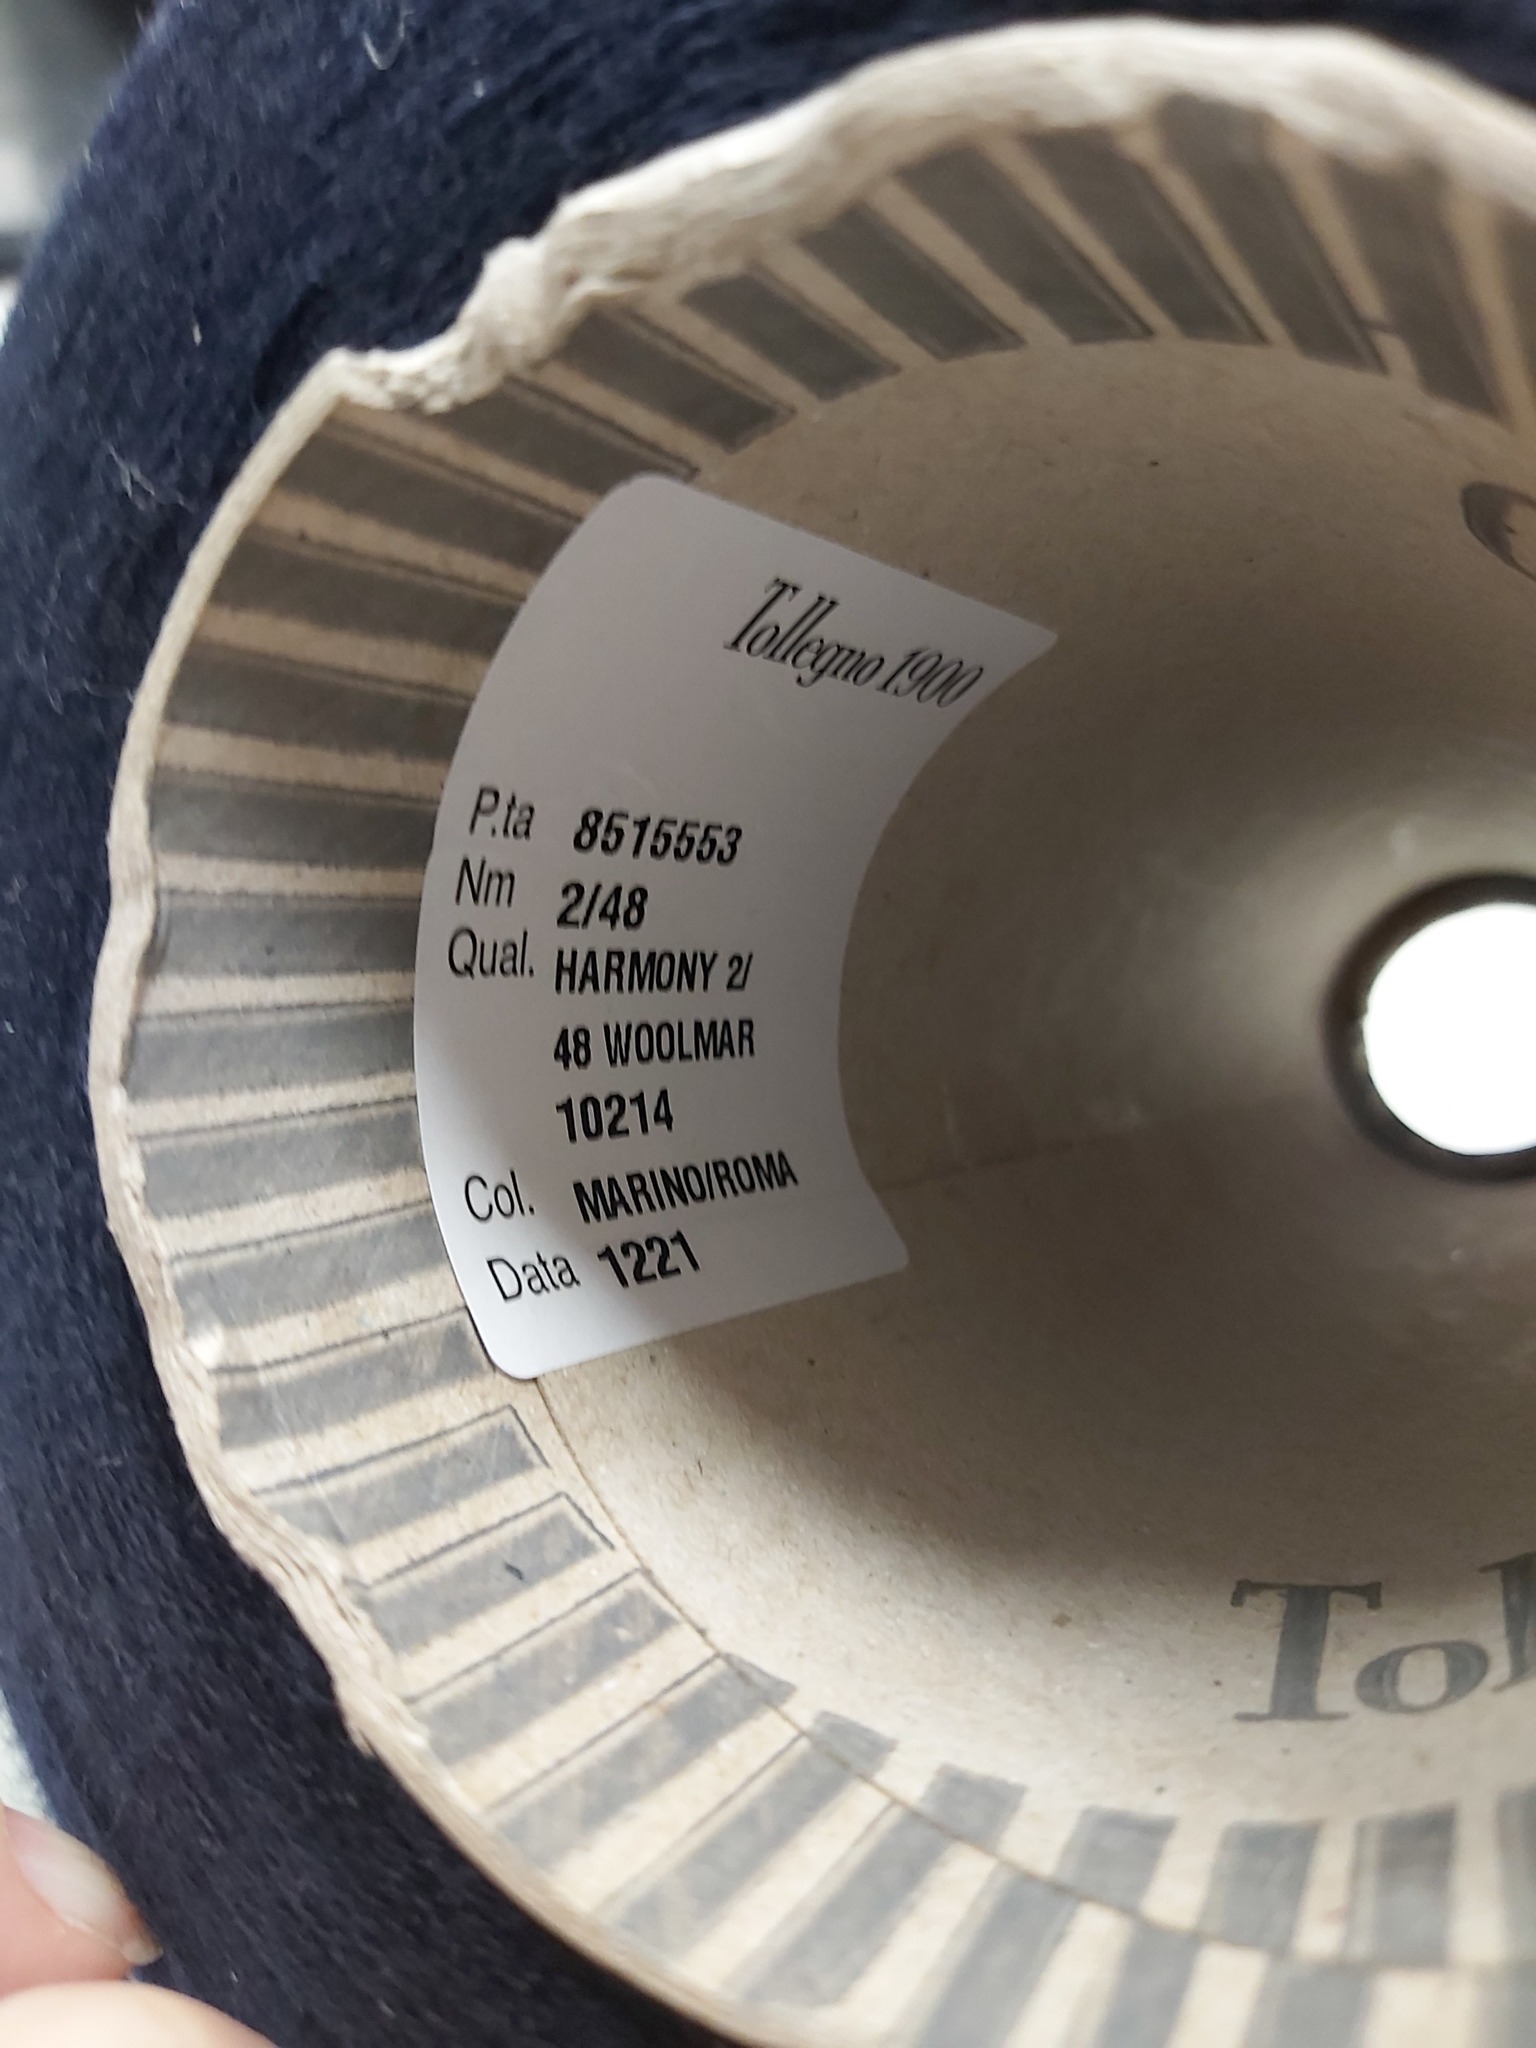 Tollegno 1900
P.ta 8515553
Nm 2/48
Qual. HARMONY 2/
48 WOOLMAR
10214
Col. MARINO/ROMA
Data 1221